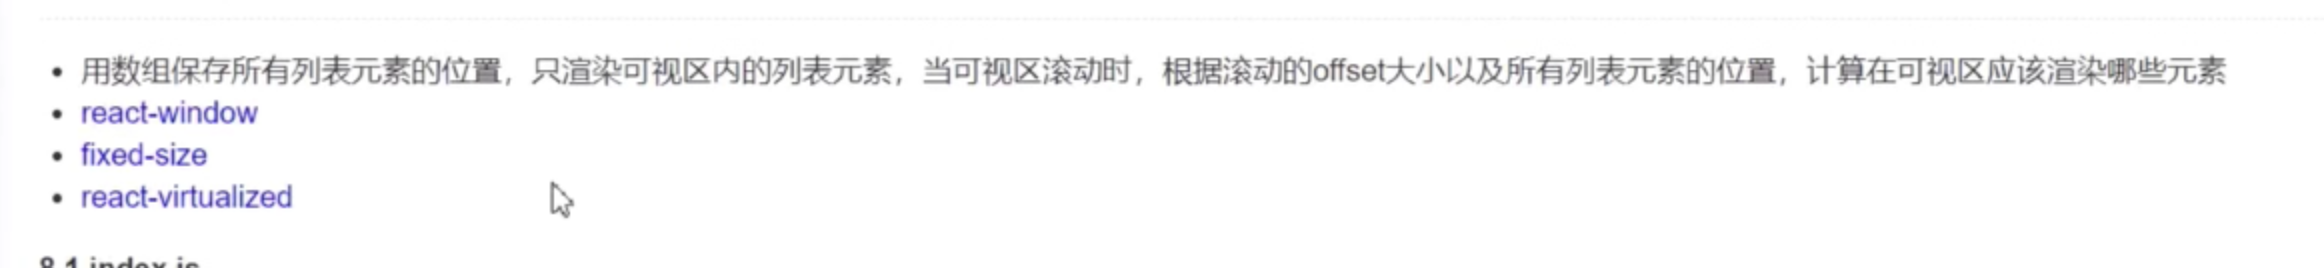 用数组保存所有列表元素的位置，只渲染可视区内的列表元素，当可视区滚动时，根据滚动的offset大小以及所有列表元素的位置，计算在可视区应该渲染哪些元素
react-window
fixed-size
react-virtualized
8.1 index.js